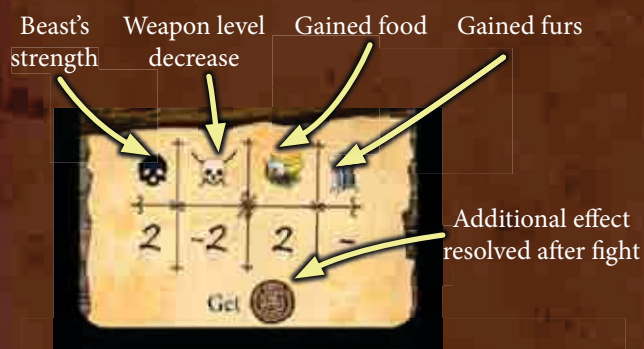 Beast's
strength
Weapon level
decrease
Gained food
Gained furs
2 -2 2 -
Additional effect
resolved after fight
Get